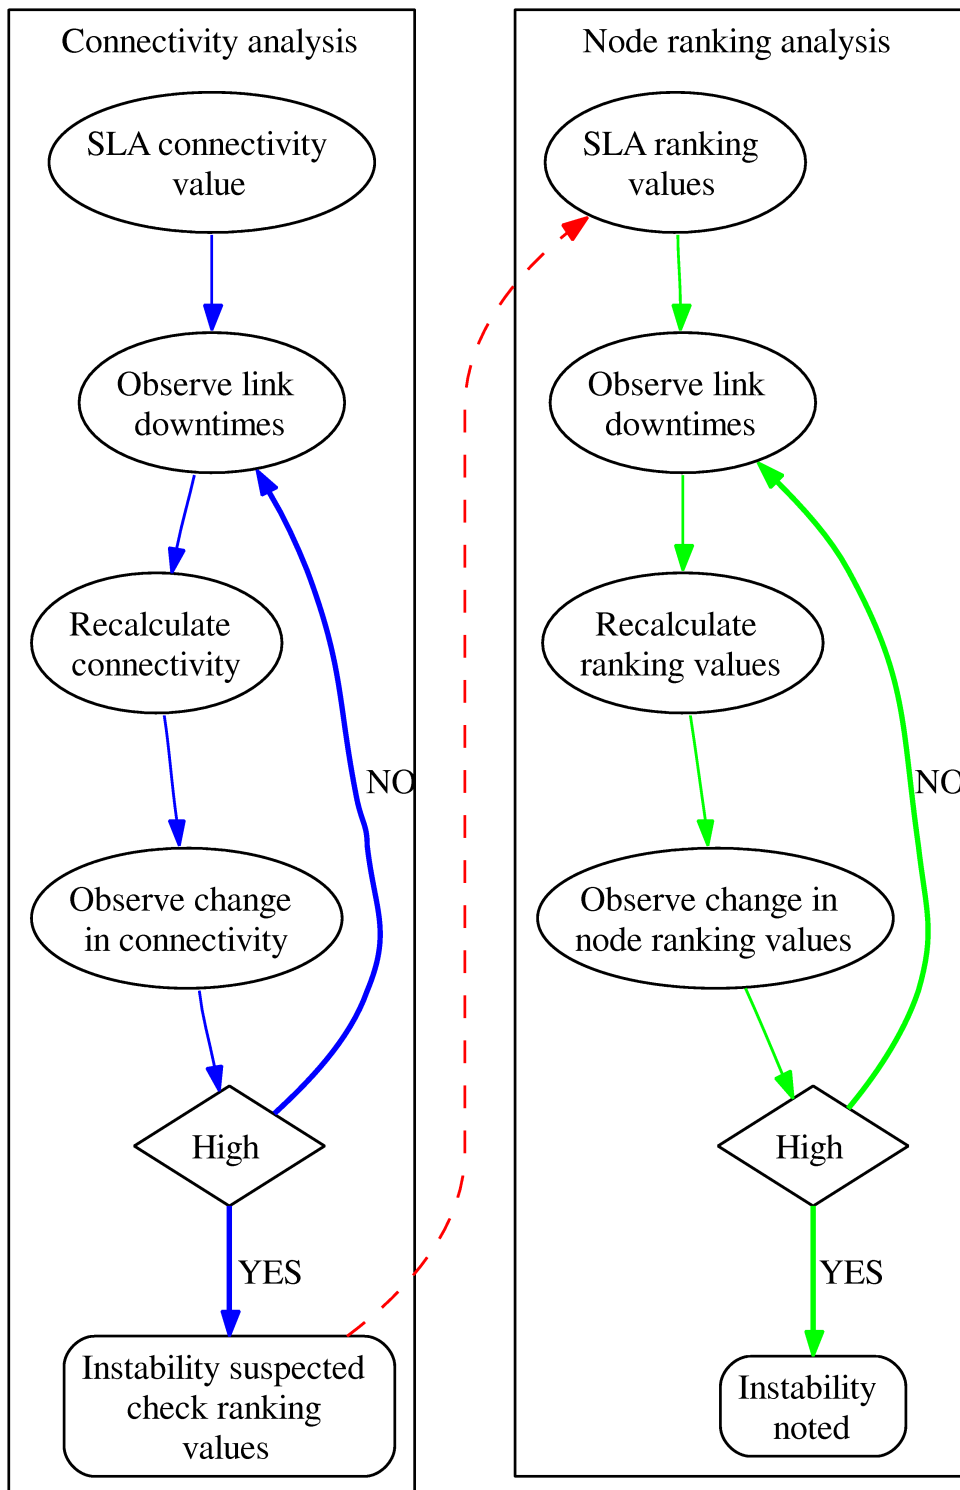 Connectivity analysis
SLA connectivity
value
Observe link
downtimes
Recalculate
connectivity
NO
Observe change
in connectivity
High
YES
Instability suspected
check ranking
values
Node ranking analysis
SLA ranking
values
Observe link
downtimes
Recalculate
ranking values
NO
Observe change in
node ranking values
High
YES
Instability
noted